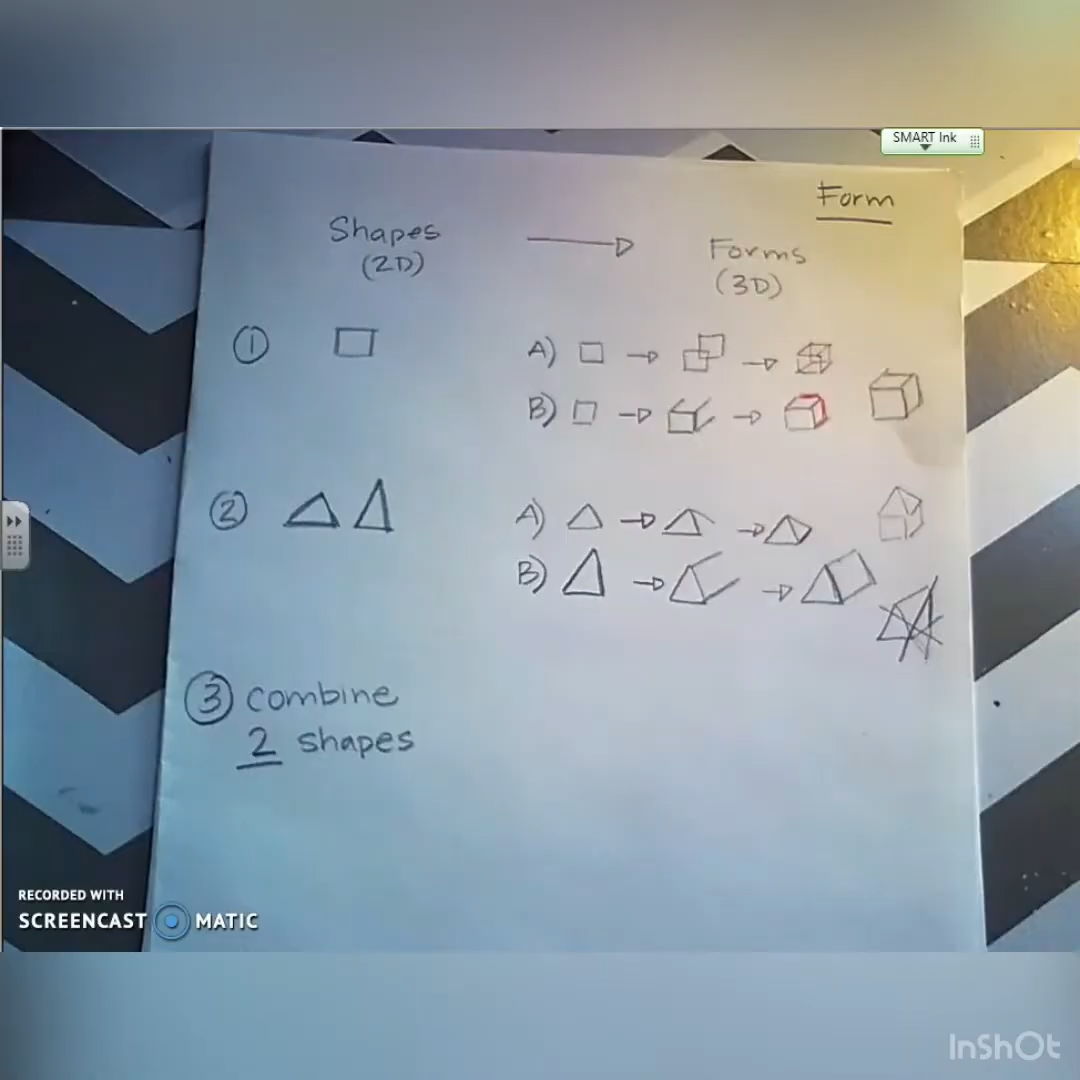 SMART Ink
Form
Shapes
(2D)
Forms
(3D)
1
A)
B)
2
A)
B)
3 combine
2 shapes
RECORDED WITH
SCREENCAST MATIC
InShOt